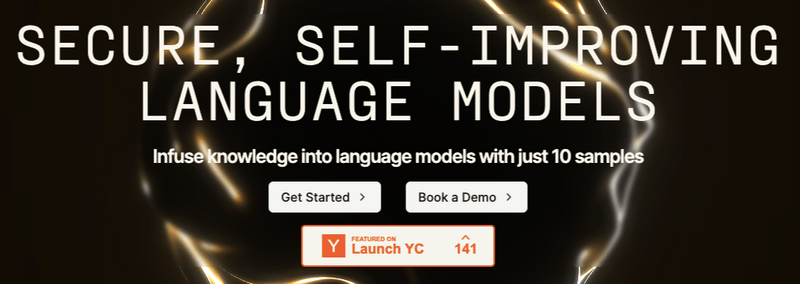 SECURE, SELF-IMPROVING
LANGUAGE MODELS
Infuse knowledge into language models with just 10 samples
Get Started Book a Demo
Y FEATURED ON
Launch YC 141